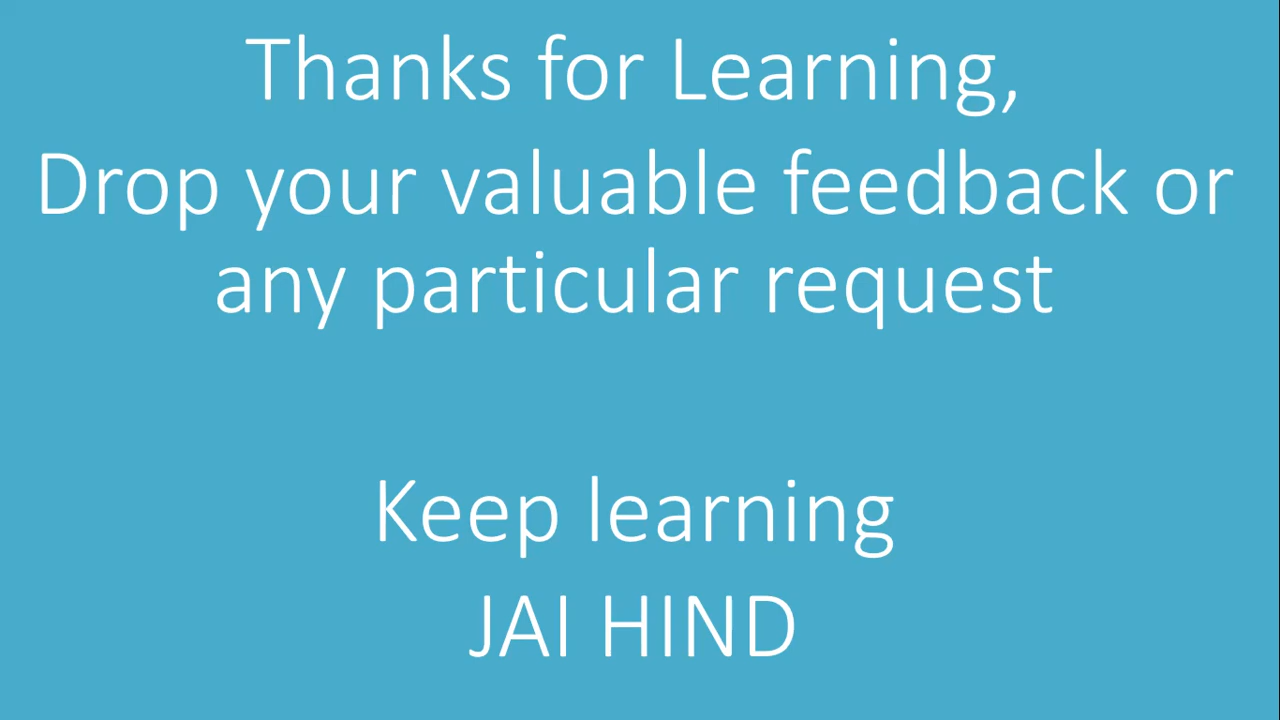 Thanks for Learning,
Drop your valuable feedback or
any particular request
Keep learning
JAI HIND